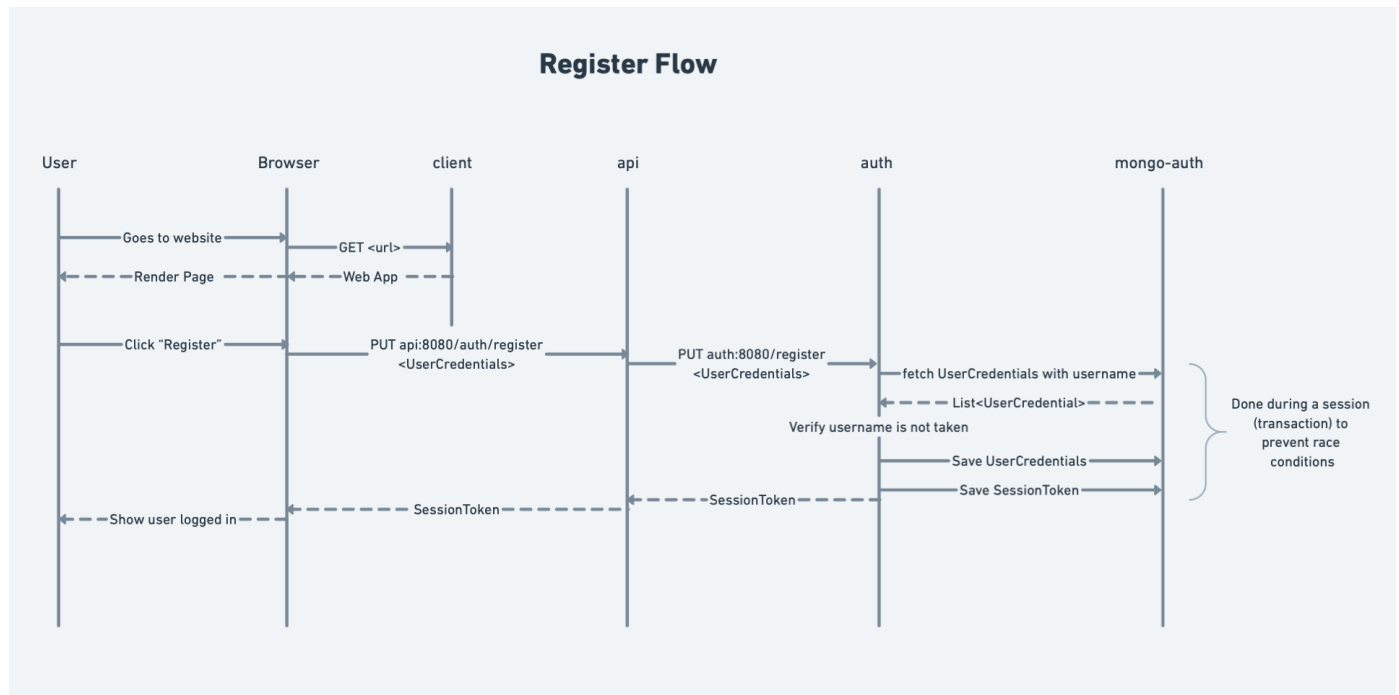 Register Flow
User
Browser
client
api
auth
mongo-auth
Goes to website
GET <url>
Render Page
Web App
Click “Register”
PUT api:8080/auth/register
<UserCredentials>
PUT auth:8080/register
<UserCredentials>
fetch UserCredentials with username
List<UserCredential>
Verify username is not taken
Save UserCredentials
Save SessionToken
Done during a session
(transaction) to
prevent race
conditions
SessionToken
SessionToken
Show user logged in